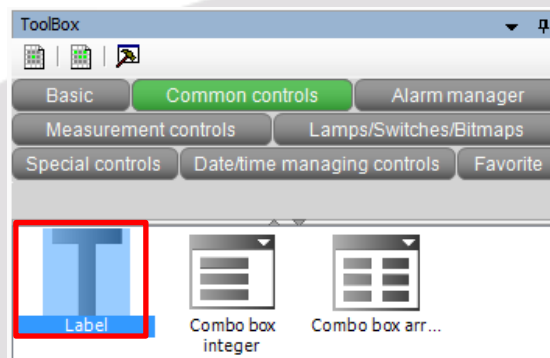 ToolBox
Basic Common controls Alarm manager
Measurement controls Lamps/Switches/Bitmaps
Special controls Date/time managing controls Favorite
Label Combo box integer Combo box arr...